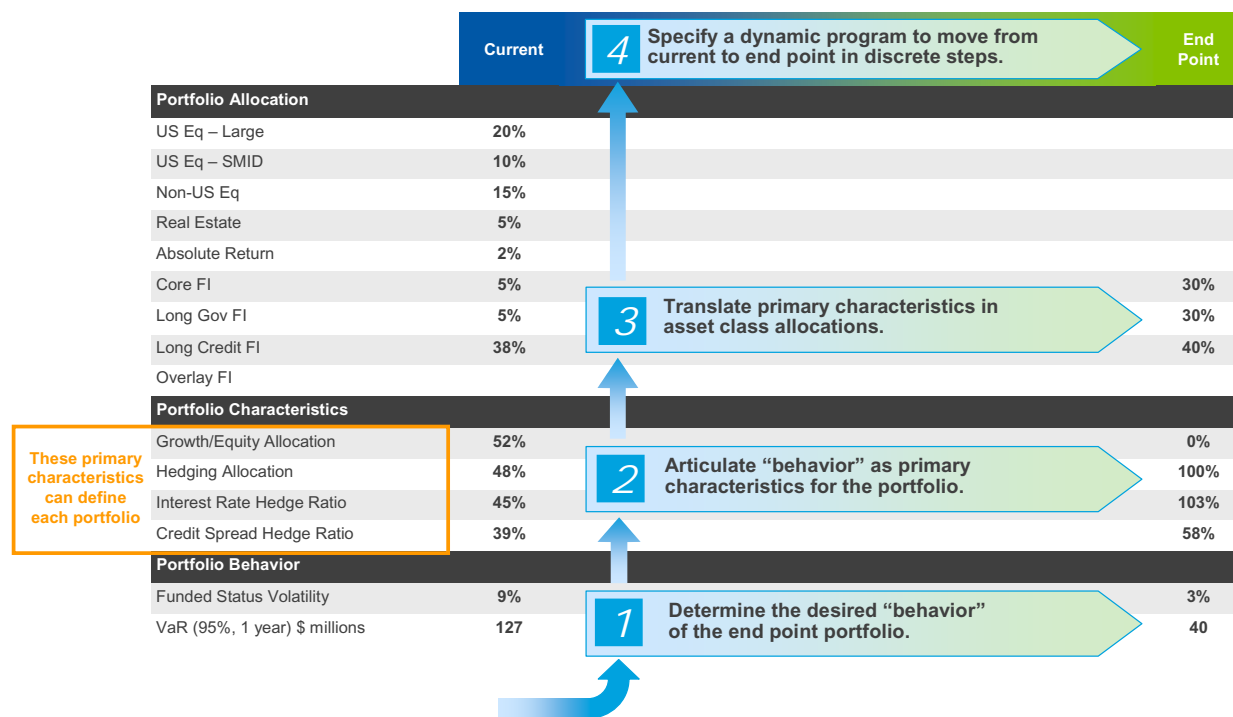 Current
4
Specify a dynamic program to move from
current to end point in discrete steps.
End
Point
Portfolio Allocation
US Eq – Large 20%
US Eq – SMID 10%
Non-US Eq 15%
Real Estate 5%
Absolute Return 2%
Core FI 5% 30%
Long Gov FI 5% 30%
Long Credit FI 38% 40%
Overlay FI
3
Translate primary characteristics in
asset class allocations.
Portfolio Characteristics
Growth/Equity Allocation 52% 0%
Hedging Allocation 48% 100%
Interest Rate Hedge Ratio 45% 103%
Credit Spread Hedge Ratio 39% 58%
These primary
characteristics
can define
each portfolio
2
Articulate “behavior” as primary
characteristics for the portfolio.
Portfolio Behavior
Funded Status Volatility 9% 3%
VaR (95%, 1 year) $ millions 127 40
1
Determine the desired “behavior”
of the end point portfolio.